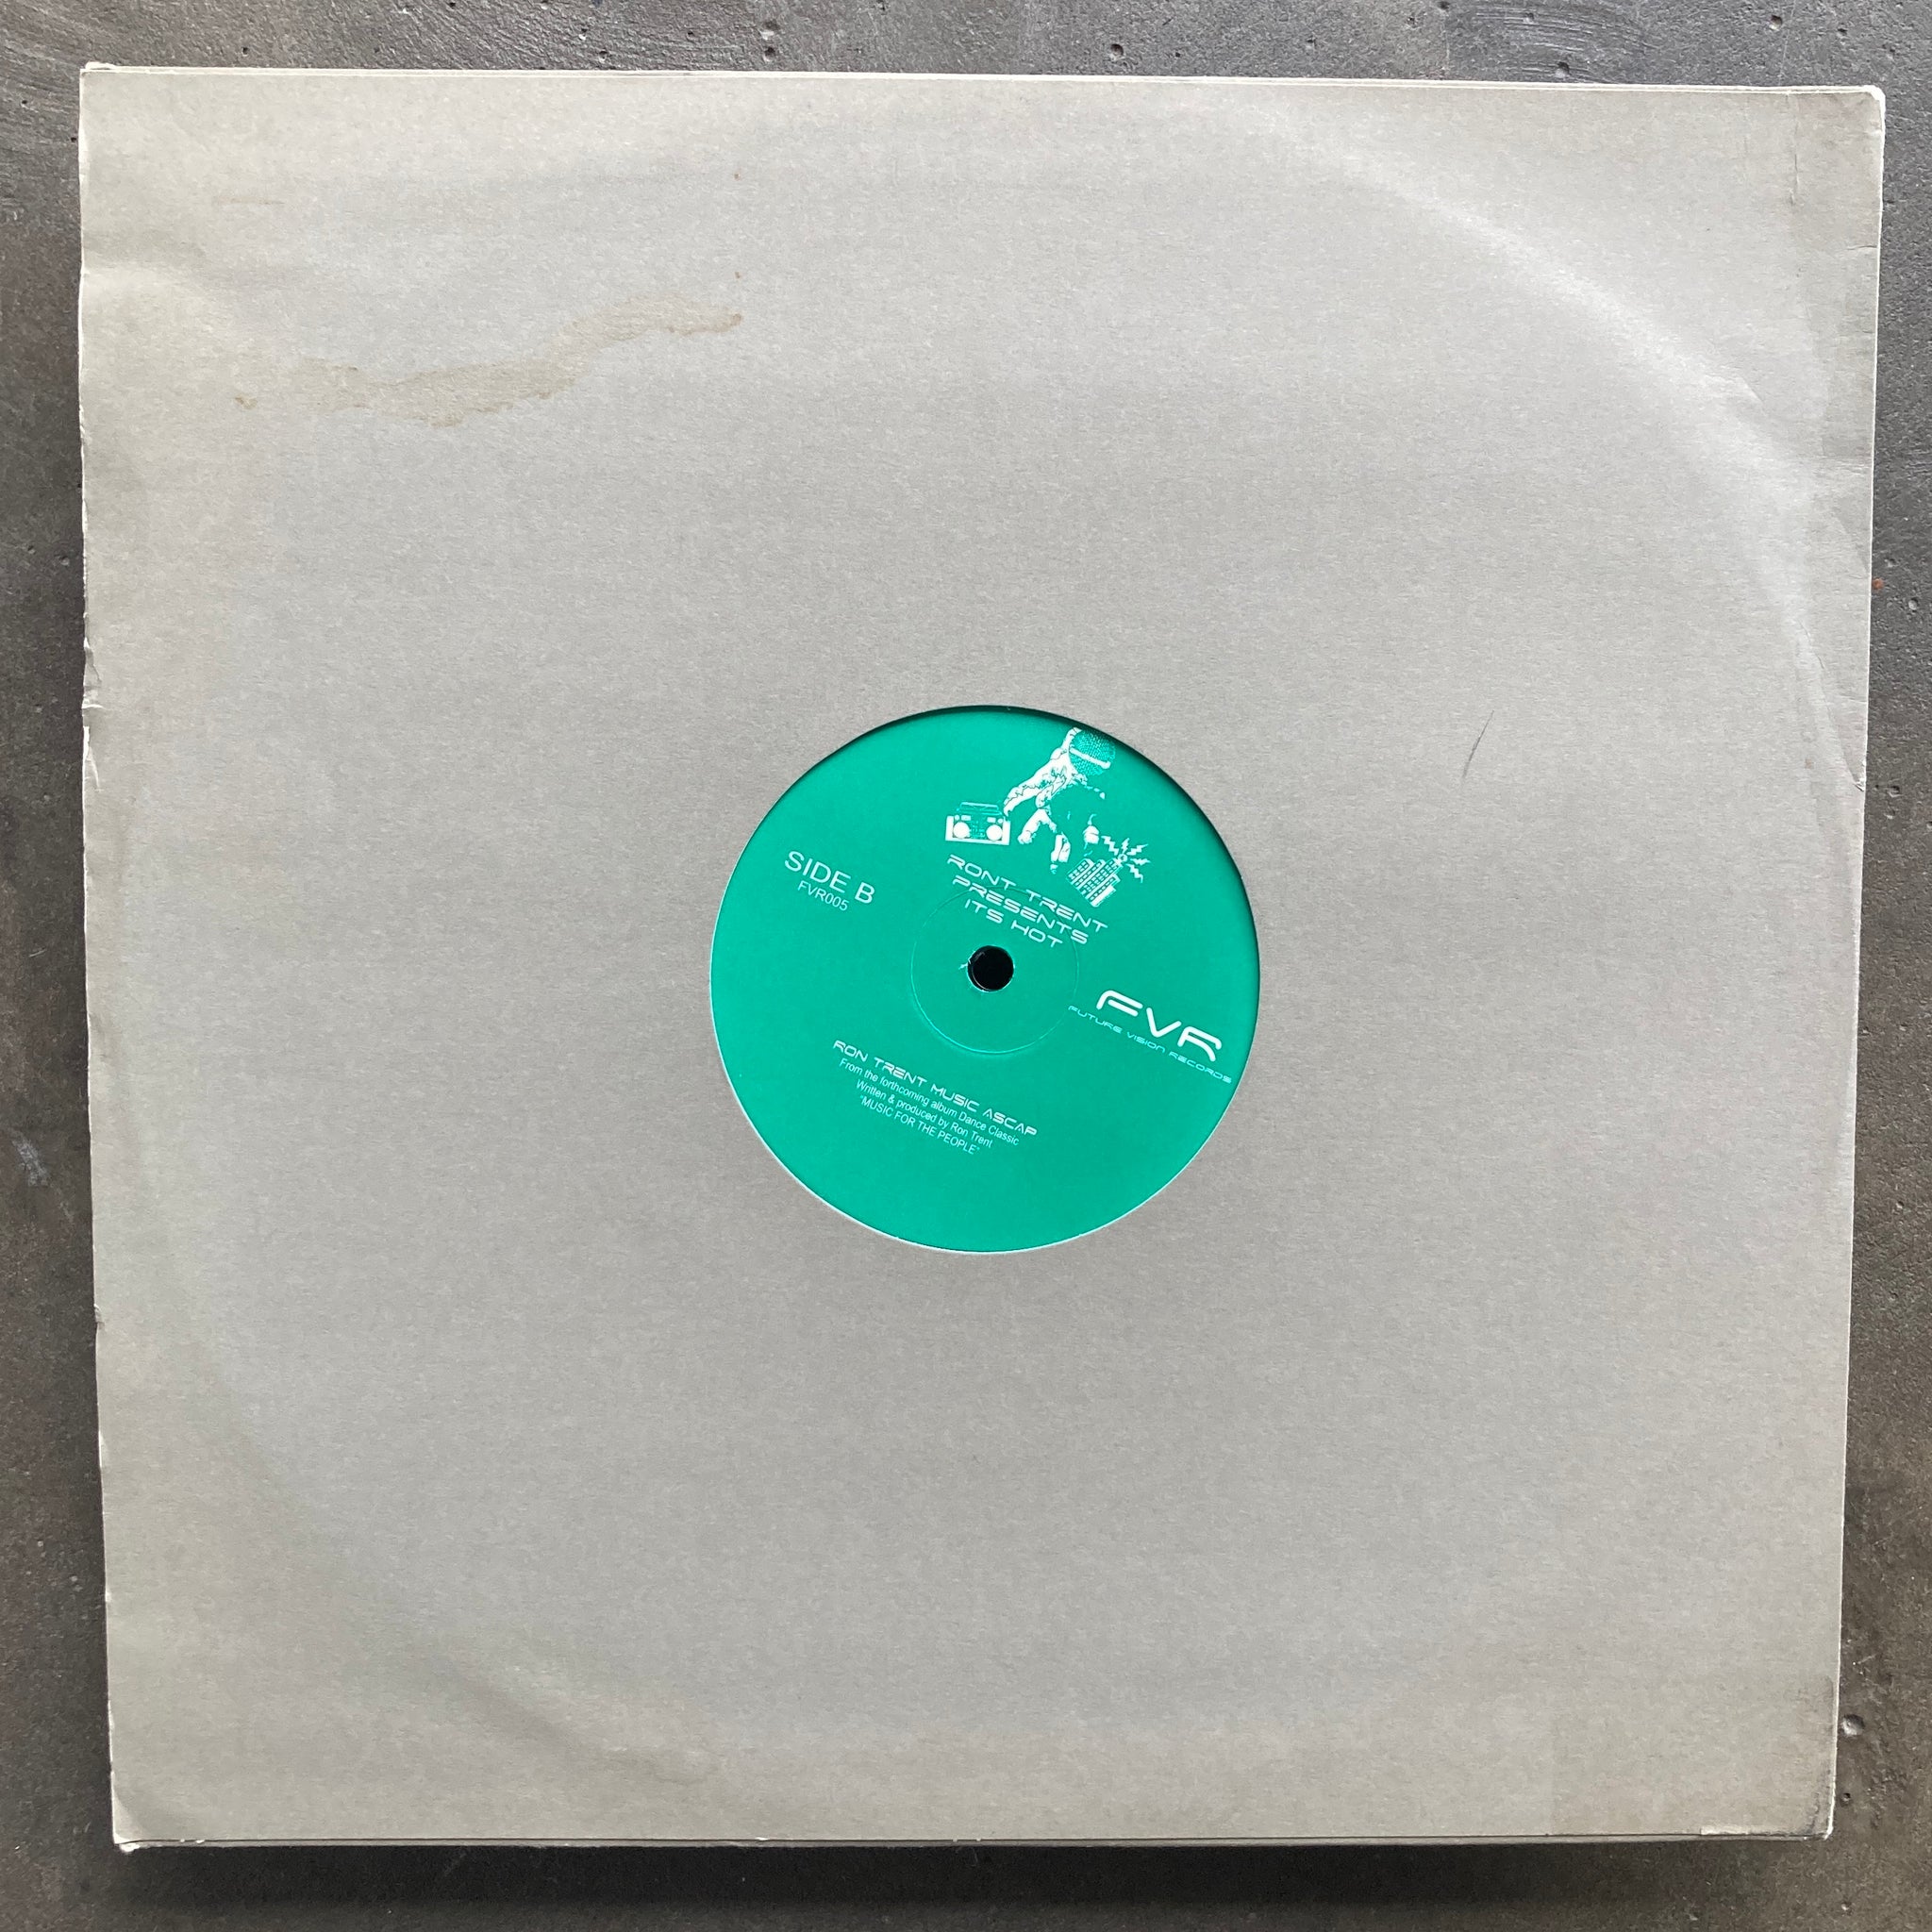 SIDE B
FVR005
RONT TRENT
PRESENTS
ITS HOT
FVR
FUTURE VISION RECORDS
RON TRENT MUSIC ASCAP
From the forthcoming album Dance Classic
Written & produced by Ron Trent
"MUSIC FOR THE PEOPLE"